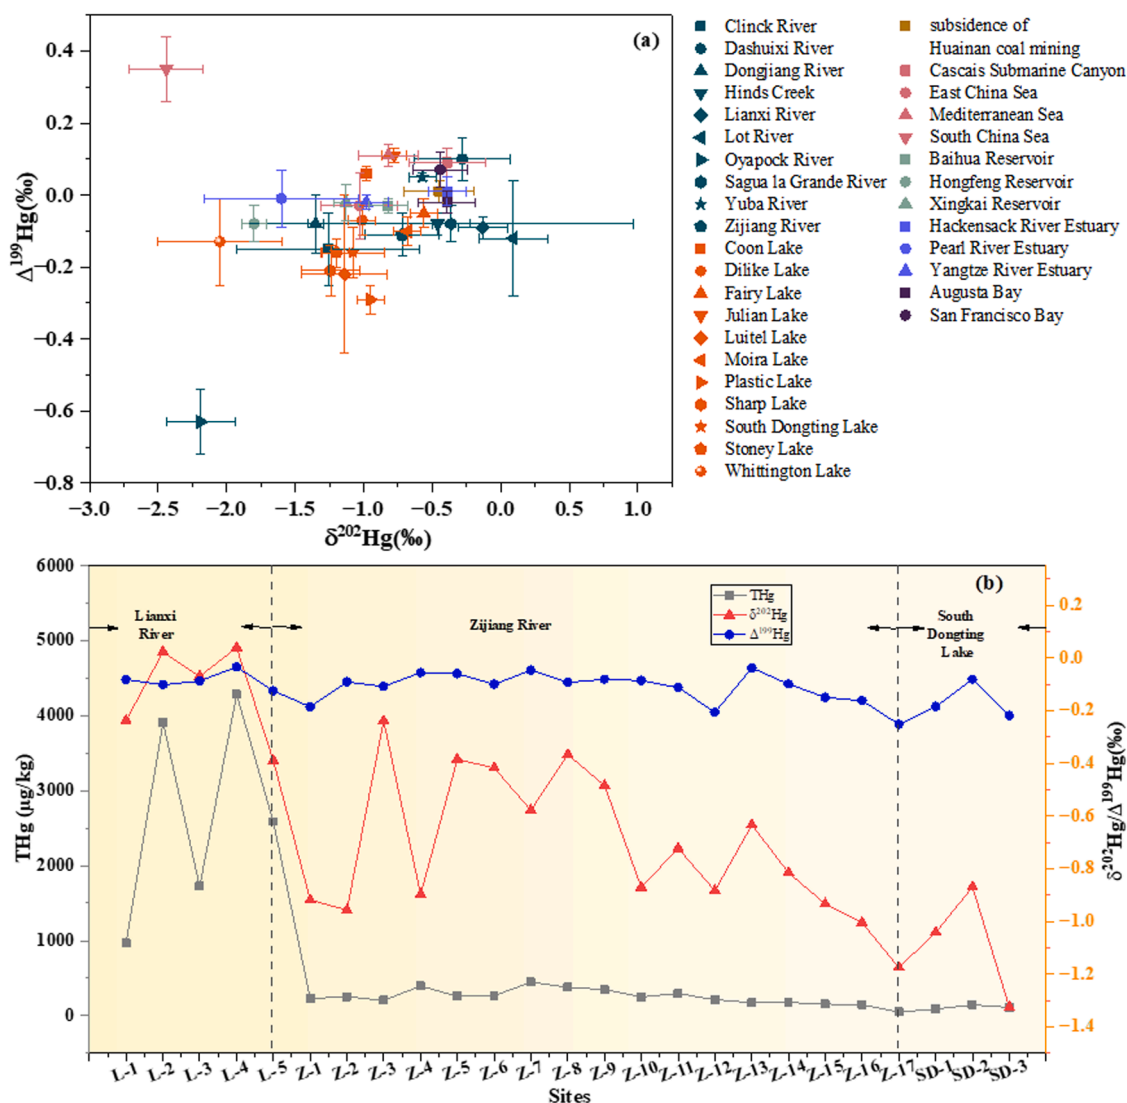 (a)
0.4
0.2
0.0
−0.2
−0.4
−0.6
−0.8
Δ¹⁹⁹Hg(‰)
−3.0 −2.5 −2.0 −1.5 −1.0 −0.5 0.0 0.5 1.0
δ²⁰²Hg(‰)
Clinck River
Dashuixi River
Dongjiang River
Hinds Creek
Lianxi River
Lot River
Oyapock River
Sagua la Grande River
Yuba River
Zijiang River
Coon Lake
Dilike Lake
Fairy Lake
Julian Lake
Luitel Lake
Moira Lake
Plastic Lake
Sharp Lake
South Dongting Lake
Stoney Lake
Whittington Lake
subsidence of
Huainan coal mining
Cascais Submarine Canyon
East China Sea
Mediterranean Sea
South China Sea
Baihua Reservoir
Hongfeng Reservoir
Xingkai Reservoir
Hackensack River Estuary
Pearl River Estuary
Yangtze River Estuary
Augusta Bay
San Francisco Bay
(b)
6000
5000
4000
3000
2000
1000
0
THg (µg/kg)
Lianxi
River
Zijiang River
South
Dongting
Lake
THg
δ²⁰²Hg
Δ¹⁹⁹Hg
0.2
0.0
−0.2
−0.4
−0.6
−0.8
−1.0
−1.2
−1.4
δ²⁰²Hg/Δ¹⁹⁹Hg(‰)
L-1 L-2 L-3 L-4 L-5 Z-1 Z-2 Z-3 Z-4 Z-5 Z-6 Z-7 Z-8 Z-9 Z-10 Z-11 Z-12 Z-13 Z-14 Z-15 Z-16 Z-17 SD-1 SD-2 SD-3
Sites